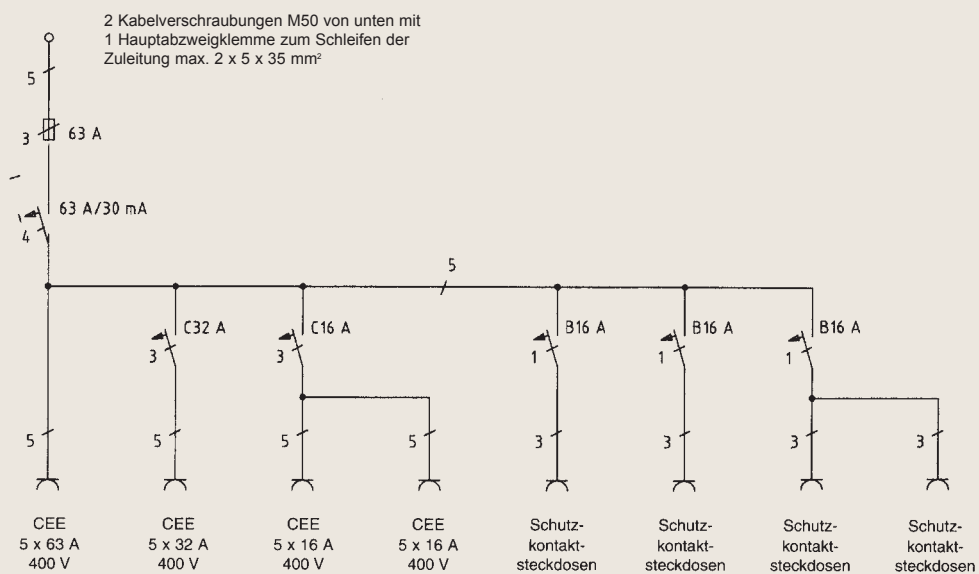 2 Kabelverschraubungen M50 von unten mit
1 Hauptabzweigklemme zum Schleifen der
Zuleitung max. 2 x 5 x 35 mm²
5
3 63 A
63 A/30 mA
4
5
C32 A C16 A B16 A B16 A B16 A
3 3 1 1 1
5 5 5 5 3 3 3 3
CEE CEE CEE CEE Schutz- Schutz- Schutz- Schutz-
5 x 63 A 5 x 32 A 5 x 16 A 5 x 16 A kontakt- kontakt- kontakt- kontakt-
400 V 400 V 400 V 400 V steckdosen steckdosen steckdosen steckdosen